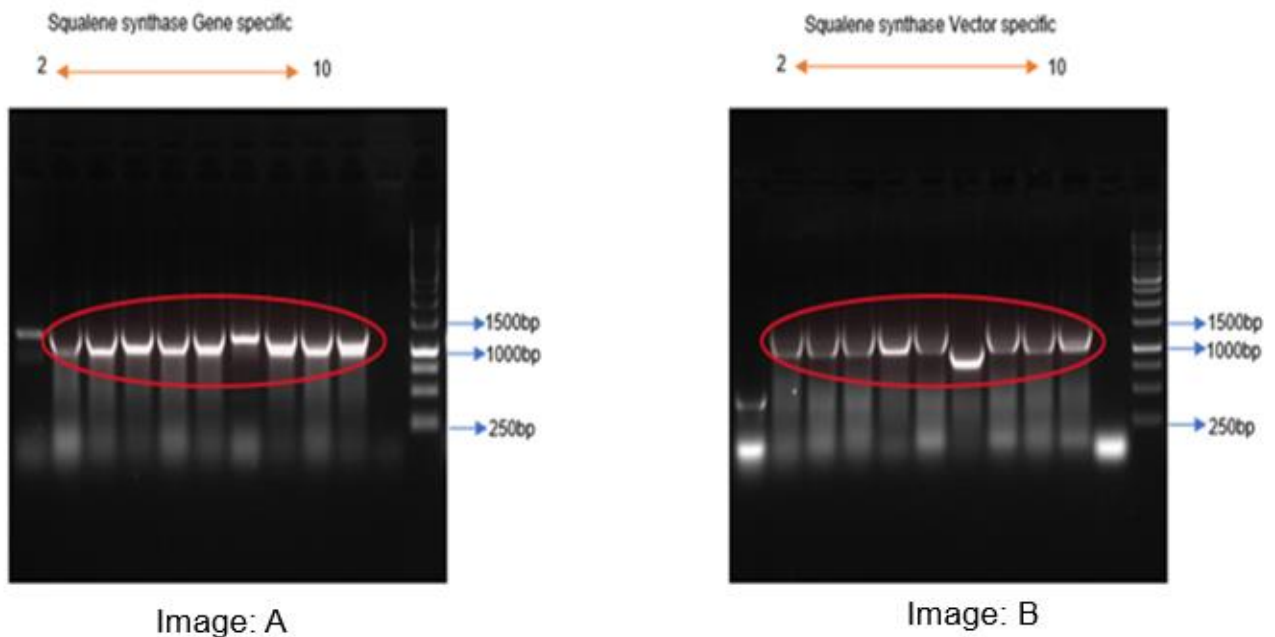 Squalene synthase Gene specific
2 10
1500bp
1000bp
250bp
Image: A
Squalene synthase Vector specific
2 10
1500bp
1000bp
250bp
Image: B